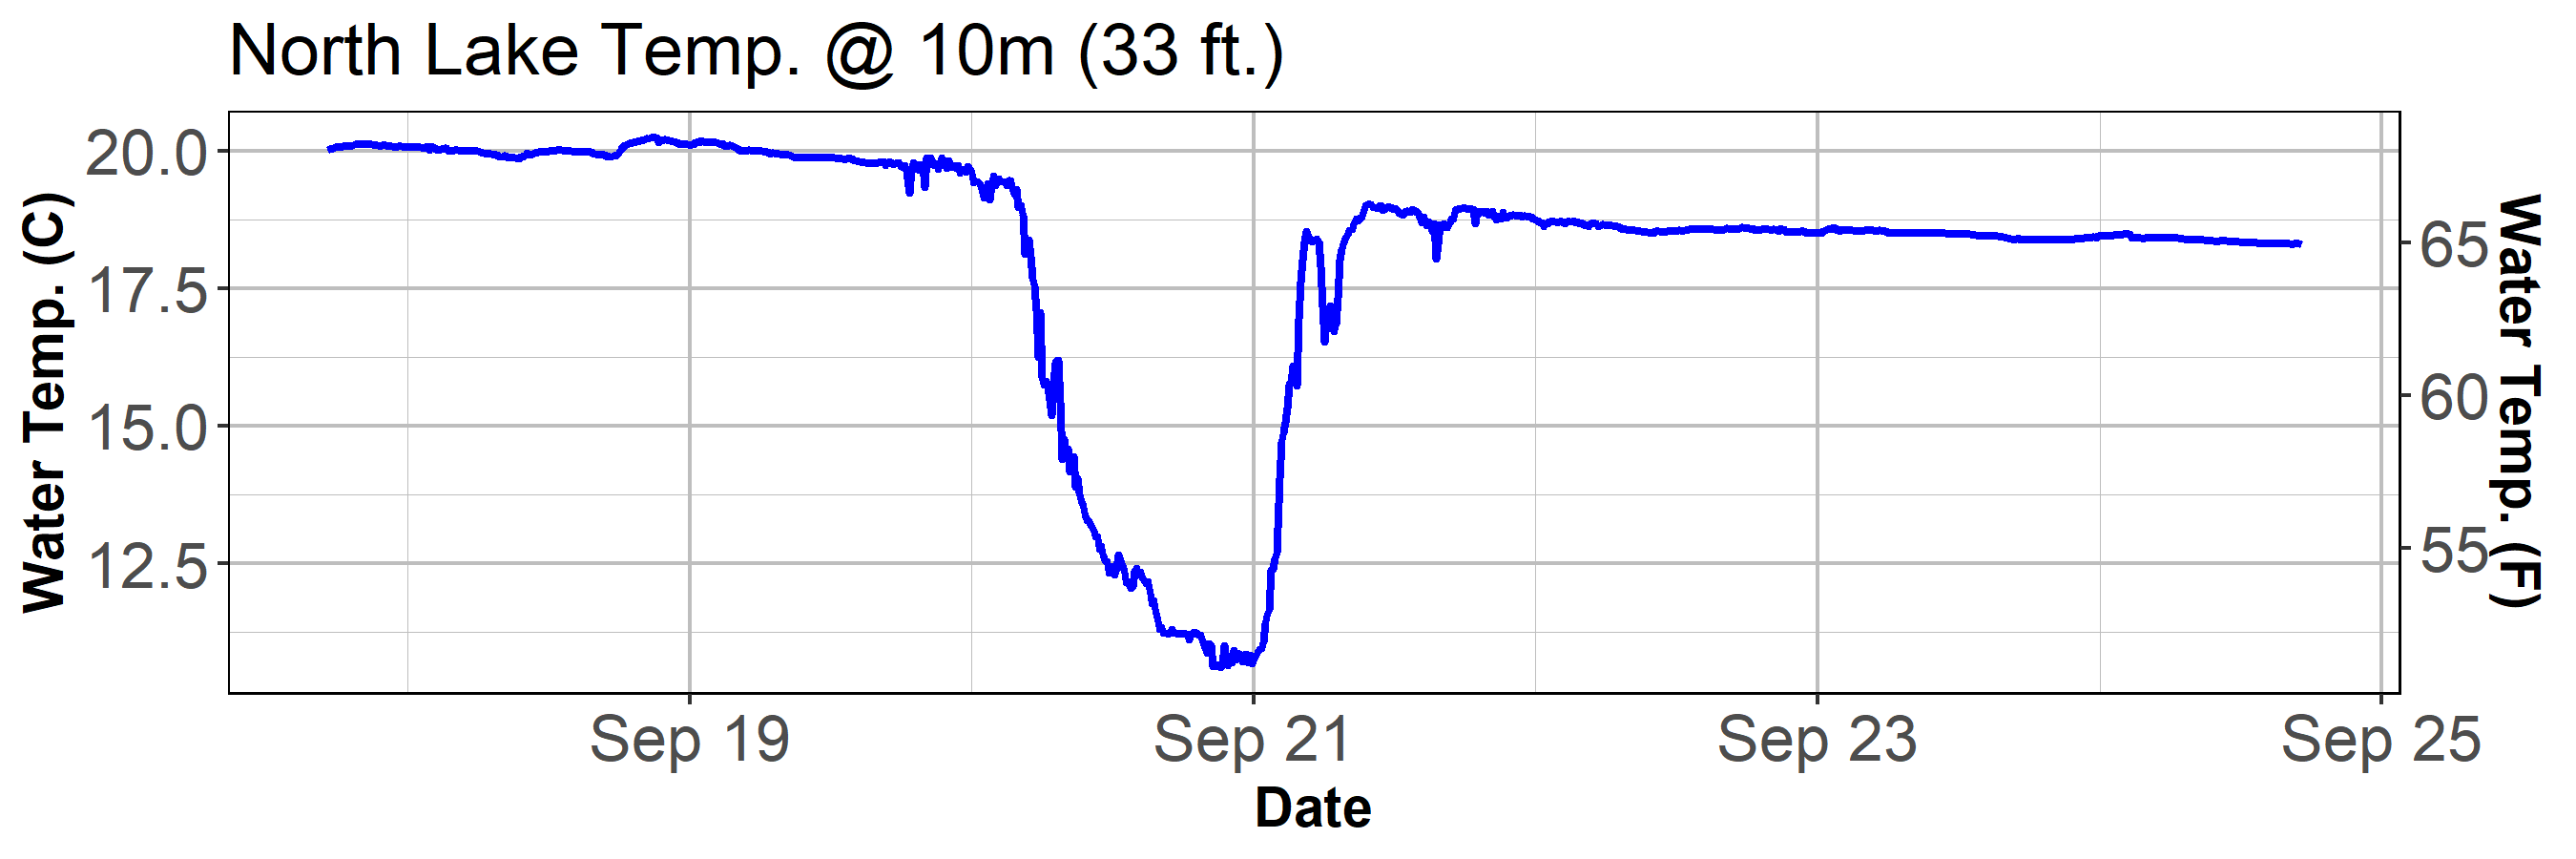 North Lake Temp. @ 10m (33 ft.)
Water Temp. (C)
20.0
17.5
15.0
12.5
65
60
55
Water Temp. (F)
Sep 19
Sep 21
Sep 23
Sep 25
Date